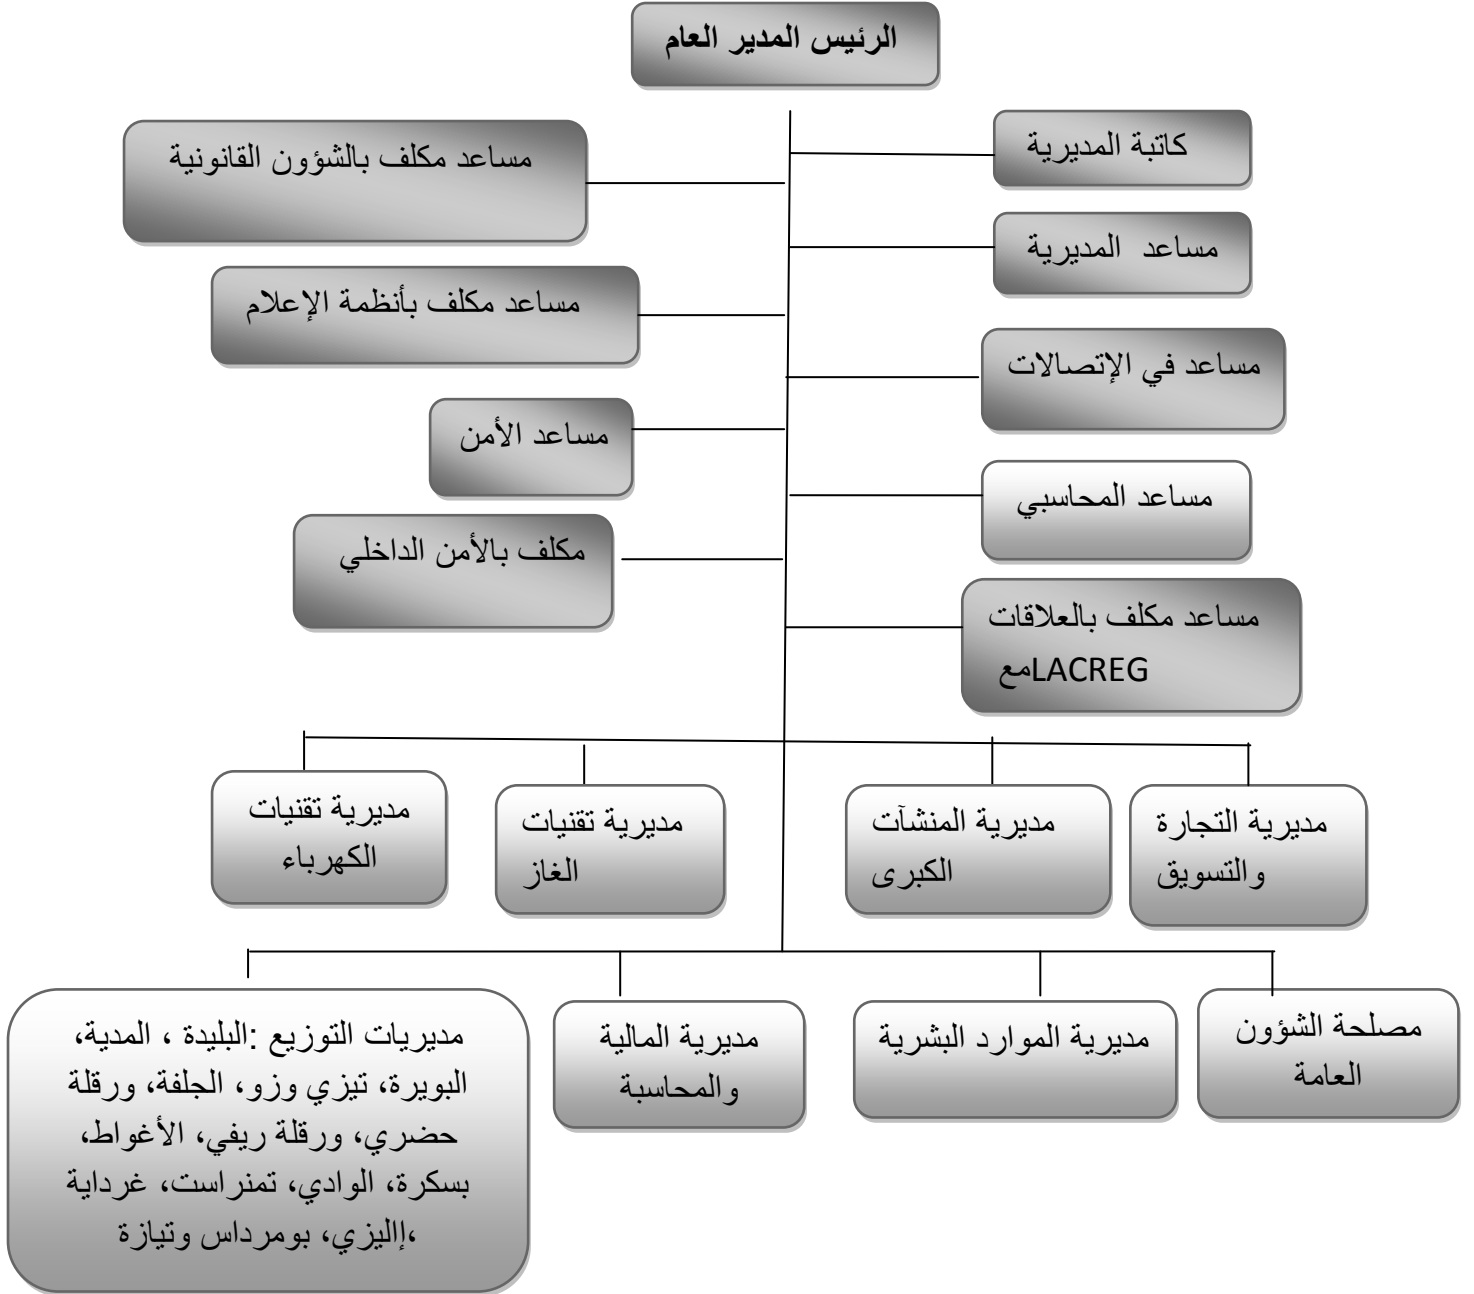 الرئيس المدير العام
كاتبة المديرية
مساعد مكلف بالشؤون القانونية
مساعد المديرية
مساعد مكلف بأنظمة الإعلام
مساعد في الإتصالات
مساعد الأمن
مساعد المحاسبي
مكلف بالأمن الداخلي
مساعد مكلف بالعلاقات
LACREGمع
مديرية التجارة
والتسويق
مديرية المنشآت
الكبرى
مديرية تقنيات
الغاز
مديرية تقنيات
الكهرباء
مصلحة الشؤون
العامة
مديرية الموارد البشرية
مديرية المالية
والمحاسبة
مديريات التوزيع :البليدة ، المدية،
البويرة، تيزي وزو، الجلفة، ورقلة
حضري، ورقلة ريفي، الأغواط،
بسكرة، الوادي، تمنراست، غرداية
،إاليزي، بومرداس وتيازة